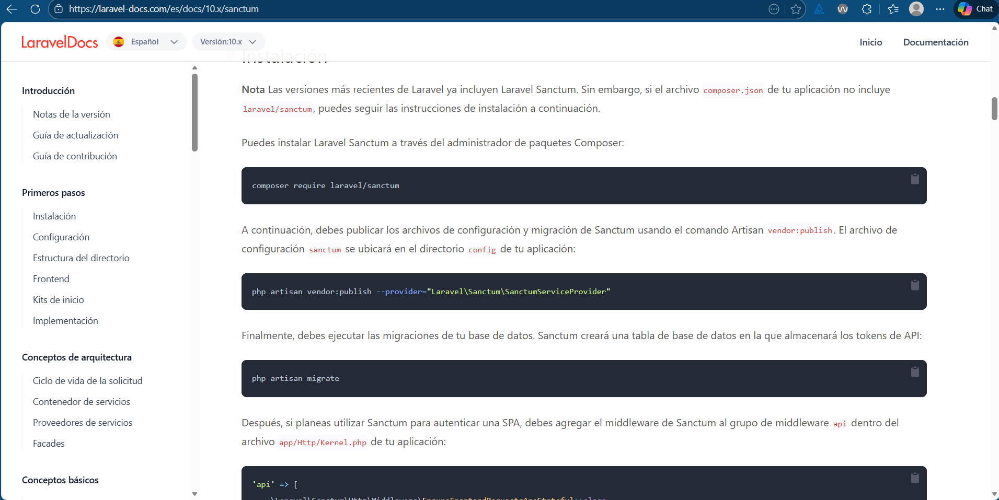 https://laravel-docs.com/es/docs/10.x/sanctum
Chat
LaravelDocs
Español
Versión:10.x
Inicio
Documentación
Introducción
Notas de la versión
Guía de actualización
Guía de contribución
Primeros pasos
Instalación
Configuración
Estructura del directorio
Frontend
Kits de inicio
Implementación
Conceptos de arquitectura
Ciclo de vida de la solicitud
Contenedor de servicios
Proveedores de servicios
Facades
Conceptos básicos
# Instalación
Nota Las versiones más recientes de Laravel ya incluyen Laravel Sanctum. Sin embargo, si el archivo composer.json de tu aplicación no incluye
laravel/sanctum, puedes seguir las instrucciones de instalación a continuación.
Puedes instalar Laravel Sanctum a través del administrador de paquetes Composer:
composer require laravel/sanctum
A continuación, debes publicar los archivos de configuración y migración de Sanctum usando el comando Artisan vendor:publish. El archivo de
configuración sanctum se ubicará en el directorio config de tu aplicación:
php artisan vendor:publish --provider="Laravel\Sanctum\SanctumServiceProvider"
Finalmente, debes ejecutar las migraciones de tu base de datos. Sanctum creará una tabla de base de datos en la que almacenará los tokens de API:
php artisan migrate
Después, si planeas utilizar Sanctum para autenticar una SPA, debes agregar el middleware de Sanctum al grupo de middleware api dentro del
archivo app/Http/Kernel.php de tu aplicación:
'api' => [
\Laravel\Sanctum\Http\Middleware\EnsureFrontendRequestsAreStateful::class